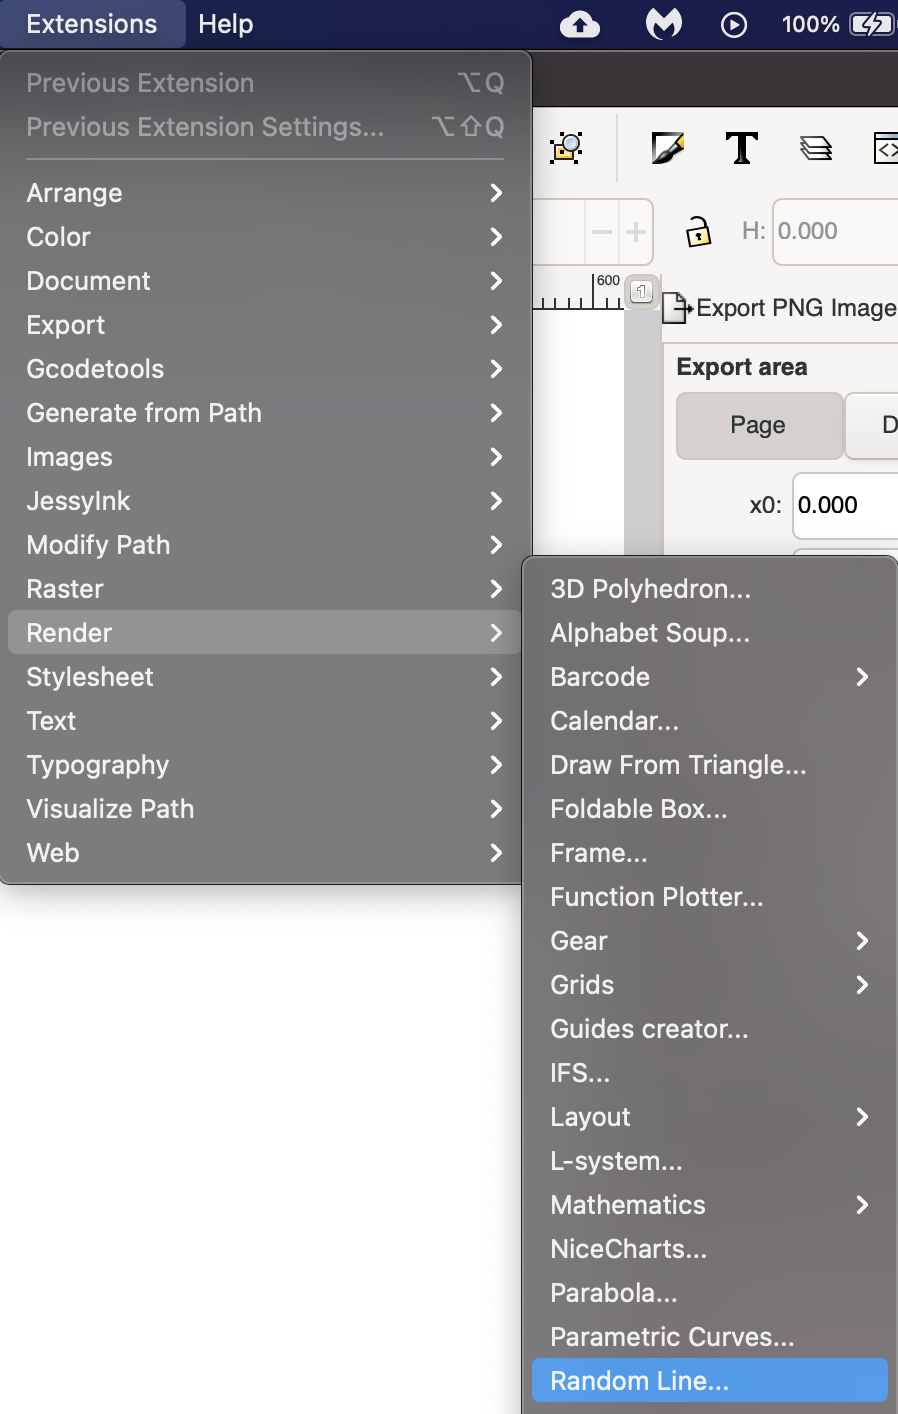 Extensions Help 100%
Previous Extension ⌥Q
Previous Extension Settings... ⌥⇧Q
Arrange
Color
Document
Export
Gcodetools
Generate from Path
Images
JessyInk
Modify Path
Raster
Render
Stylesheet
Text
Typography
Visualize Path
Web
H: 0.000
600
1
Export PNG Image
Export area
Page D
x0: 0.000
3D Polyhedron...
Alphabet Soup...
Barcode
Calendar...
Draw From Triangle...
Foldable Box...
Frame...
Function Plotter...
Gear
Grids
Guides creator...
IFS...
Layout
L-system...
Mathematics
NiceCharts...
Parabola...
Parametric Curves...
Random Line...